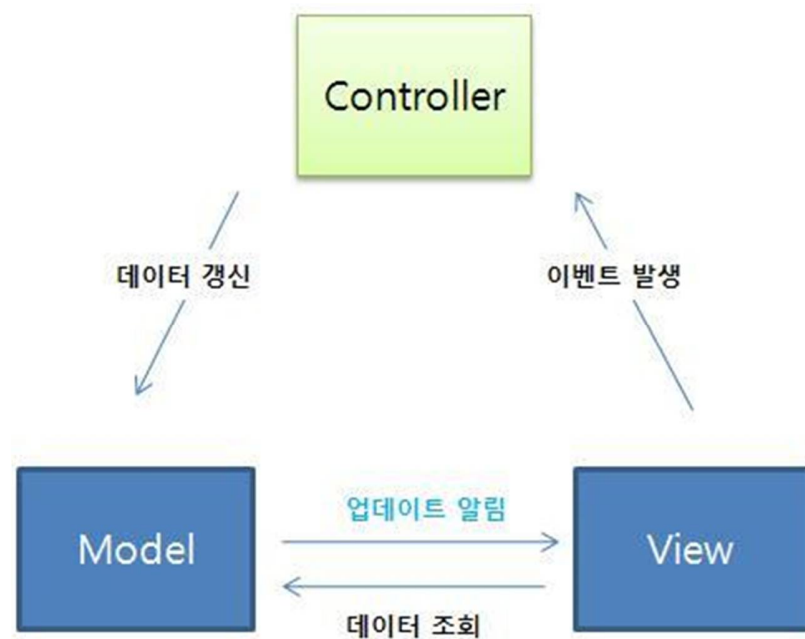 Controller
데이터 갱신
이벤트 발생
업데이트 알림
Model
View
데이터 조회